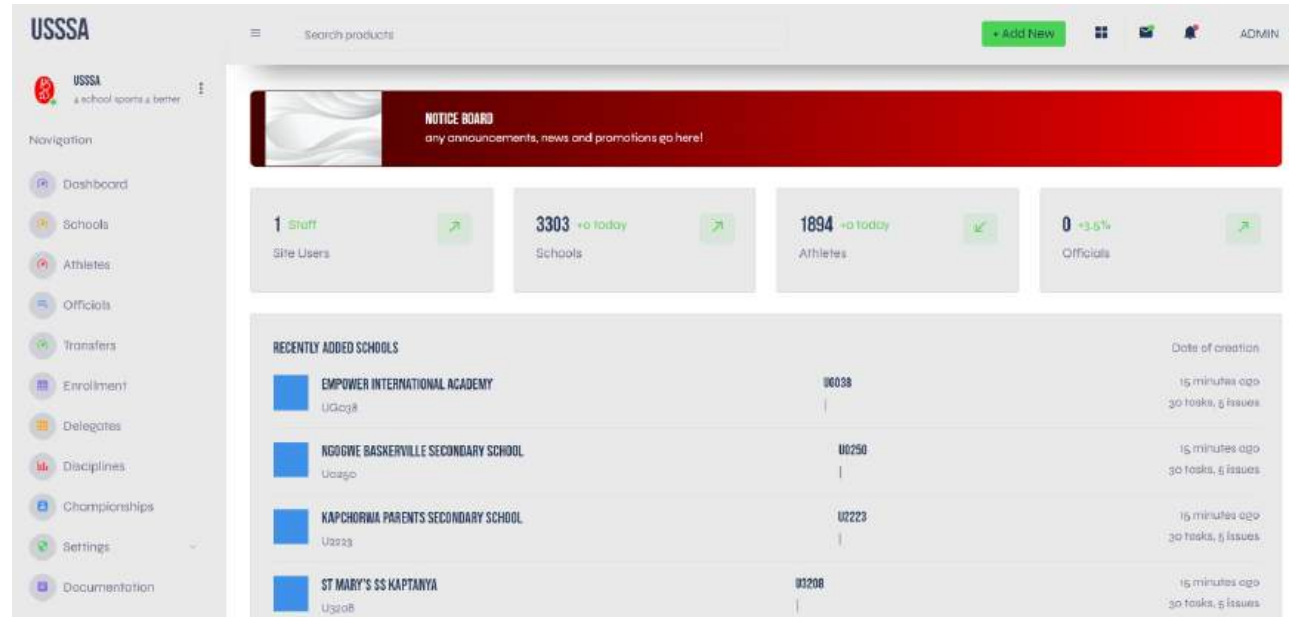 USSSA
Search products
+ Add New
ADMIN
USSSA
a school sports a better
Navigation
Dashboard
Schools
Athletes
Officials
Transfers
Enrollment
Delegates
Disciplines
Championships
Settings
Documentation
NOTICE BOARD
any announcements, news and promotions go here!
1 Staff
Site Users
3303 +0 today
Schools
1894 +0 today
Athletes
0 +3.5%
Officials
RECENTLY ADDED SCHOOLS
Date of creation
EMPOWER INTERNATIONAL ACADEMY
UG038
UG038
|
15 minutes ago
30 tasks, 5 issues
NGOGWE BASKERVILLE SECONDARY SCHOOL
U0250
U0250
|
15 minutes ago
30 tasks, 5 issues
KAPCHORWA PARENTS SECONDARY SCHOOL
U2223
U2223
|
15 minutes ago
30 tasks, 5 issues
ST MARY'S SS KAPTANYA
U3208
U3208
|
15 minutes ago
30 tasks, 5 issues